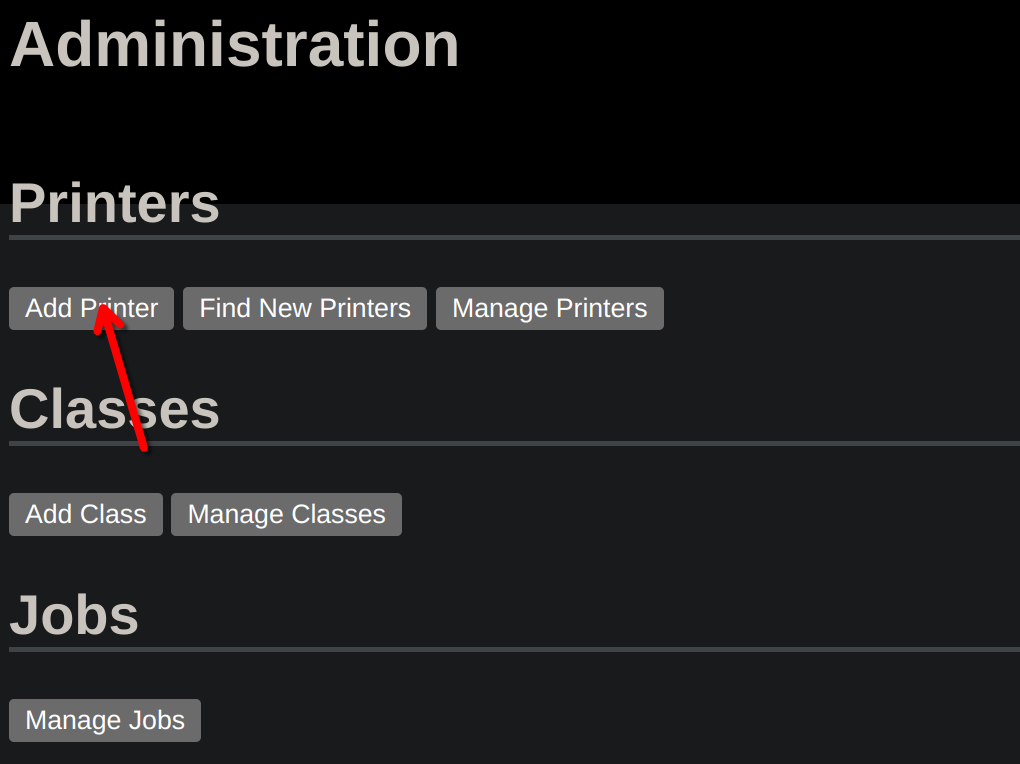 Administration
Printers
Add Printer Find New Printers Manage Printers
Classes
Add Class Manage Classes
Jobs
Manage Jobs